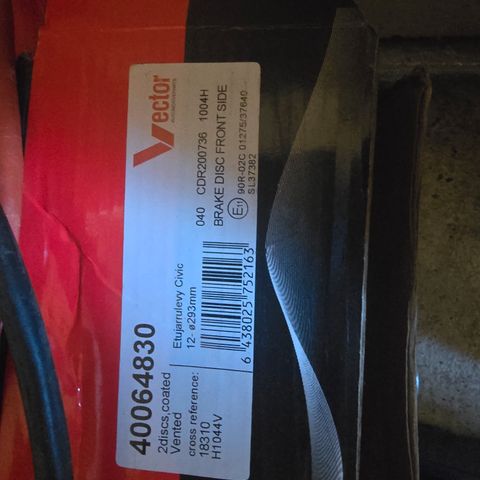 Vector
040 CDR200736 1004H
BRAKE DISC FRONT SIDE
E11 90R-02C 01275/37640
SL37382
40064830
2discs,coated
Vented
Etujarrulevy Civic
12- ø293mm
cross reference:
18310
H1044V
6 438025 752163